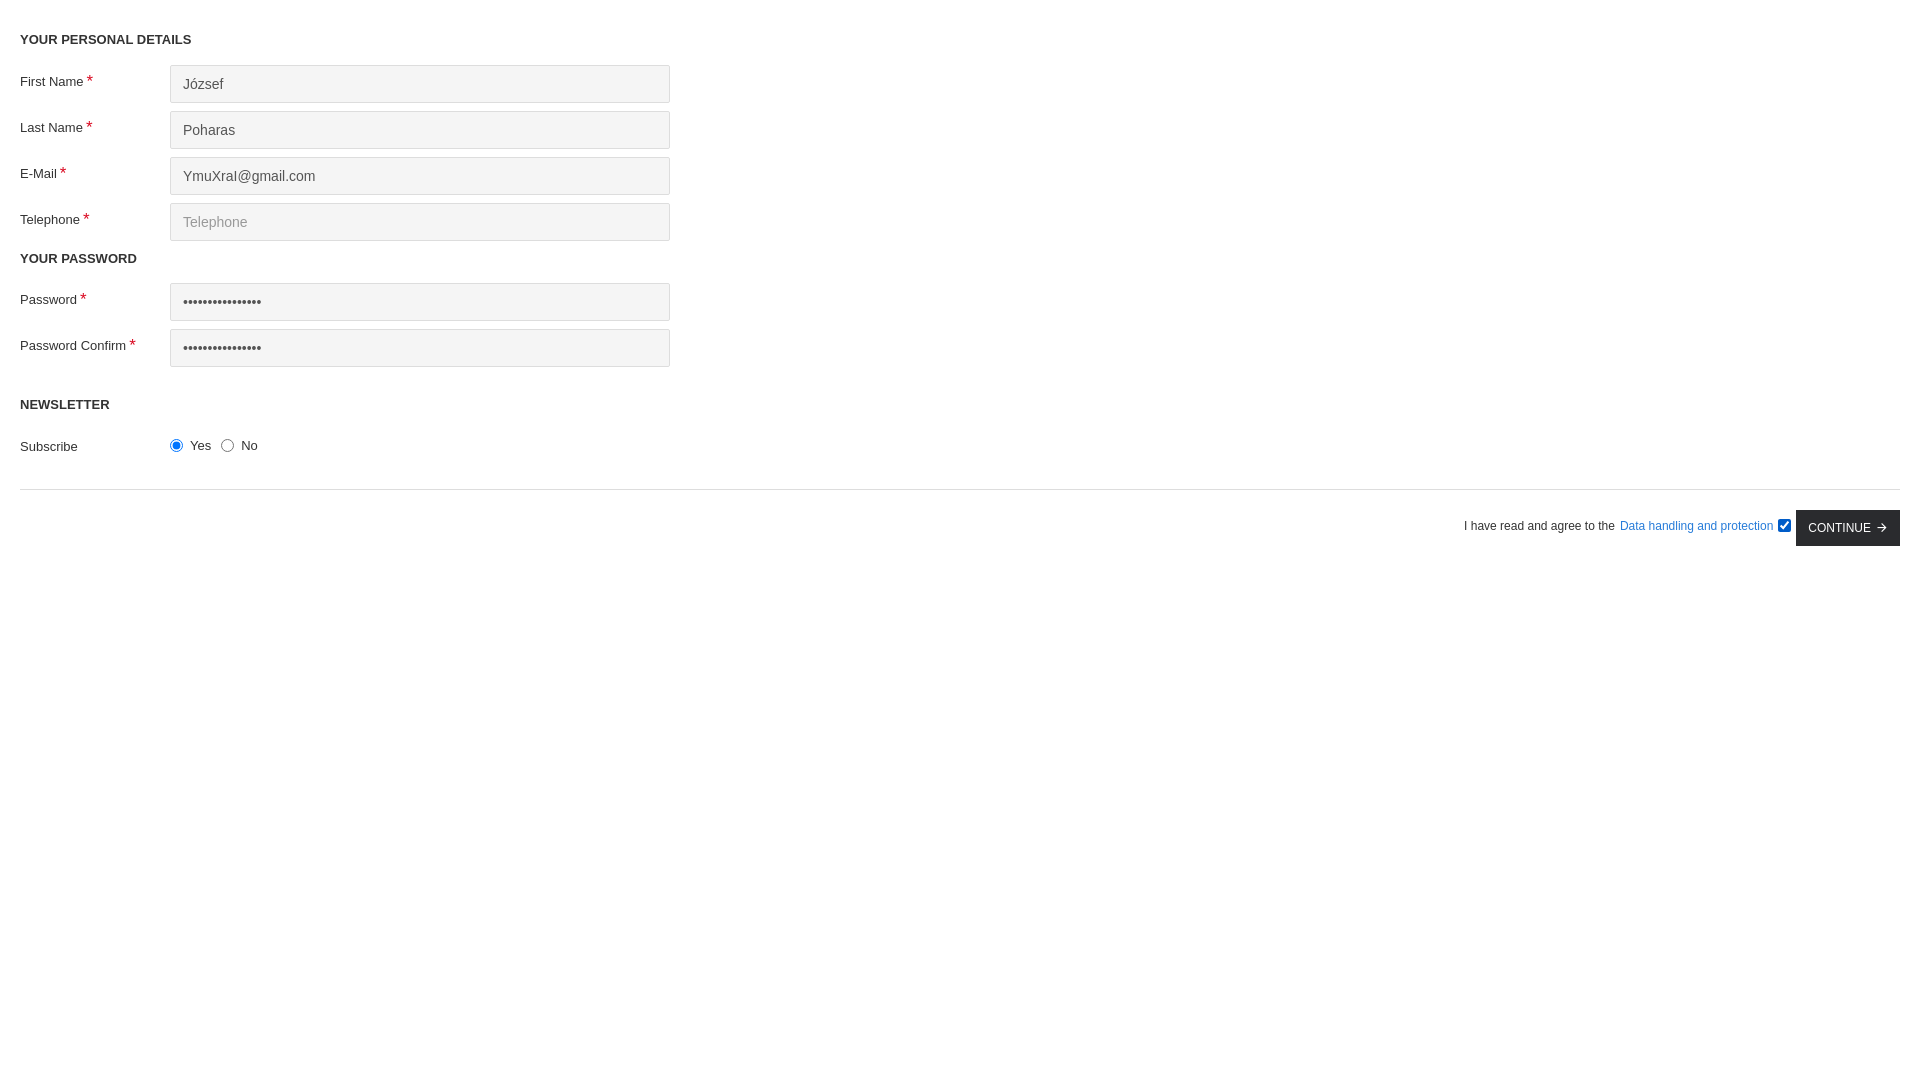 YOUR PERSONAL DETAILS
First Name *
József
Last Name *
Poharas
E-Mail *
YmuXraI@gmail.com
Telephone *
Telephone
YOUR PASSWORD
Password *
••••••••••••••••
Password Confirm *
••••••••••••••••
NEWSLETTER
Subscribe
Yes No
I have read and agree to the Data handling and protection
CONTINUE →